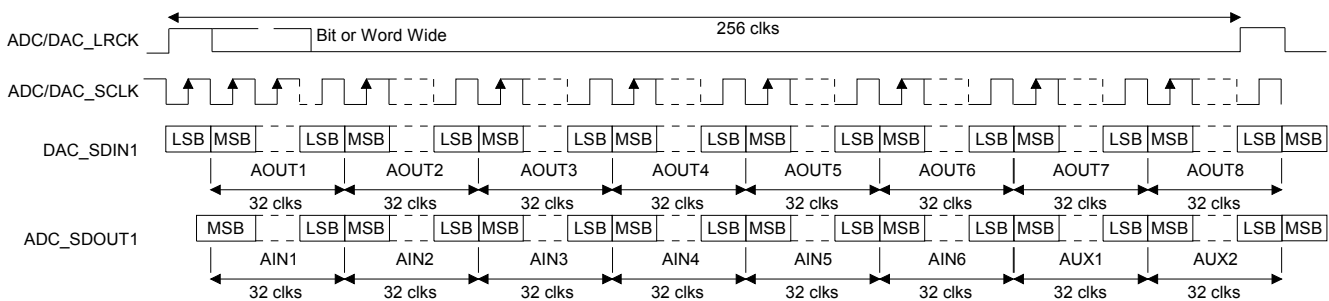 256 clks
ADC/DAC_LRCK
Bit or Word Wide
ADC/DAC_SCLK
DAC_SDIN1
LSB MSB LSB MSB LSB MSB LSB MSB LSB MSB LSB MSB LSB MSB LSB MSB LSB MSB
AOUT1 AOUT2 AOUT3 AOUT4 AOUT5 AOUT6 AOUT7 AOUT8
32 clks 32 clks 32 clks 32 clks 32 clks 32 clks 32 clks 32 clks
ADC_SDOUT1
MSB LSB MSB LSB MSB LSB MSB LSB MSB LSB MSB LSB MSB LSB MSB LSB MSB
AIN1 AIN2 AIN3 AIN4 AIN5 AIN6 AUX1 AUX2
32 clks 32 clks 32 clks 32 clks 32 clks 32 clks 32 clks 32 clks